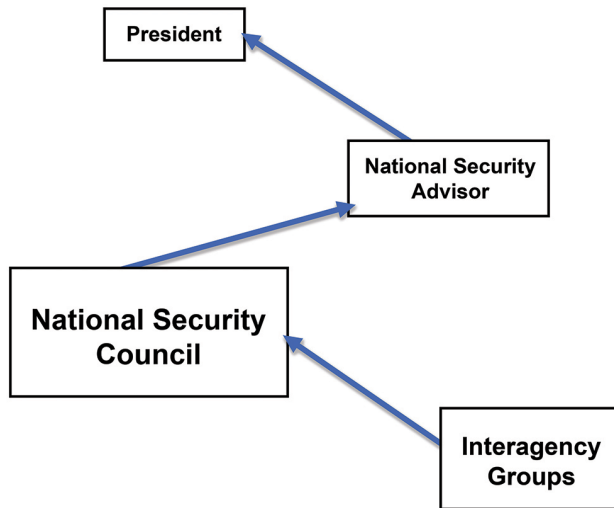 President
National Security
Advisor
National Security
Council
Interagency
Groups